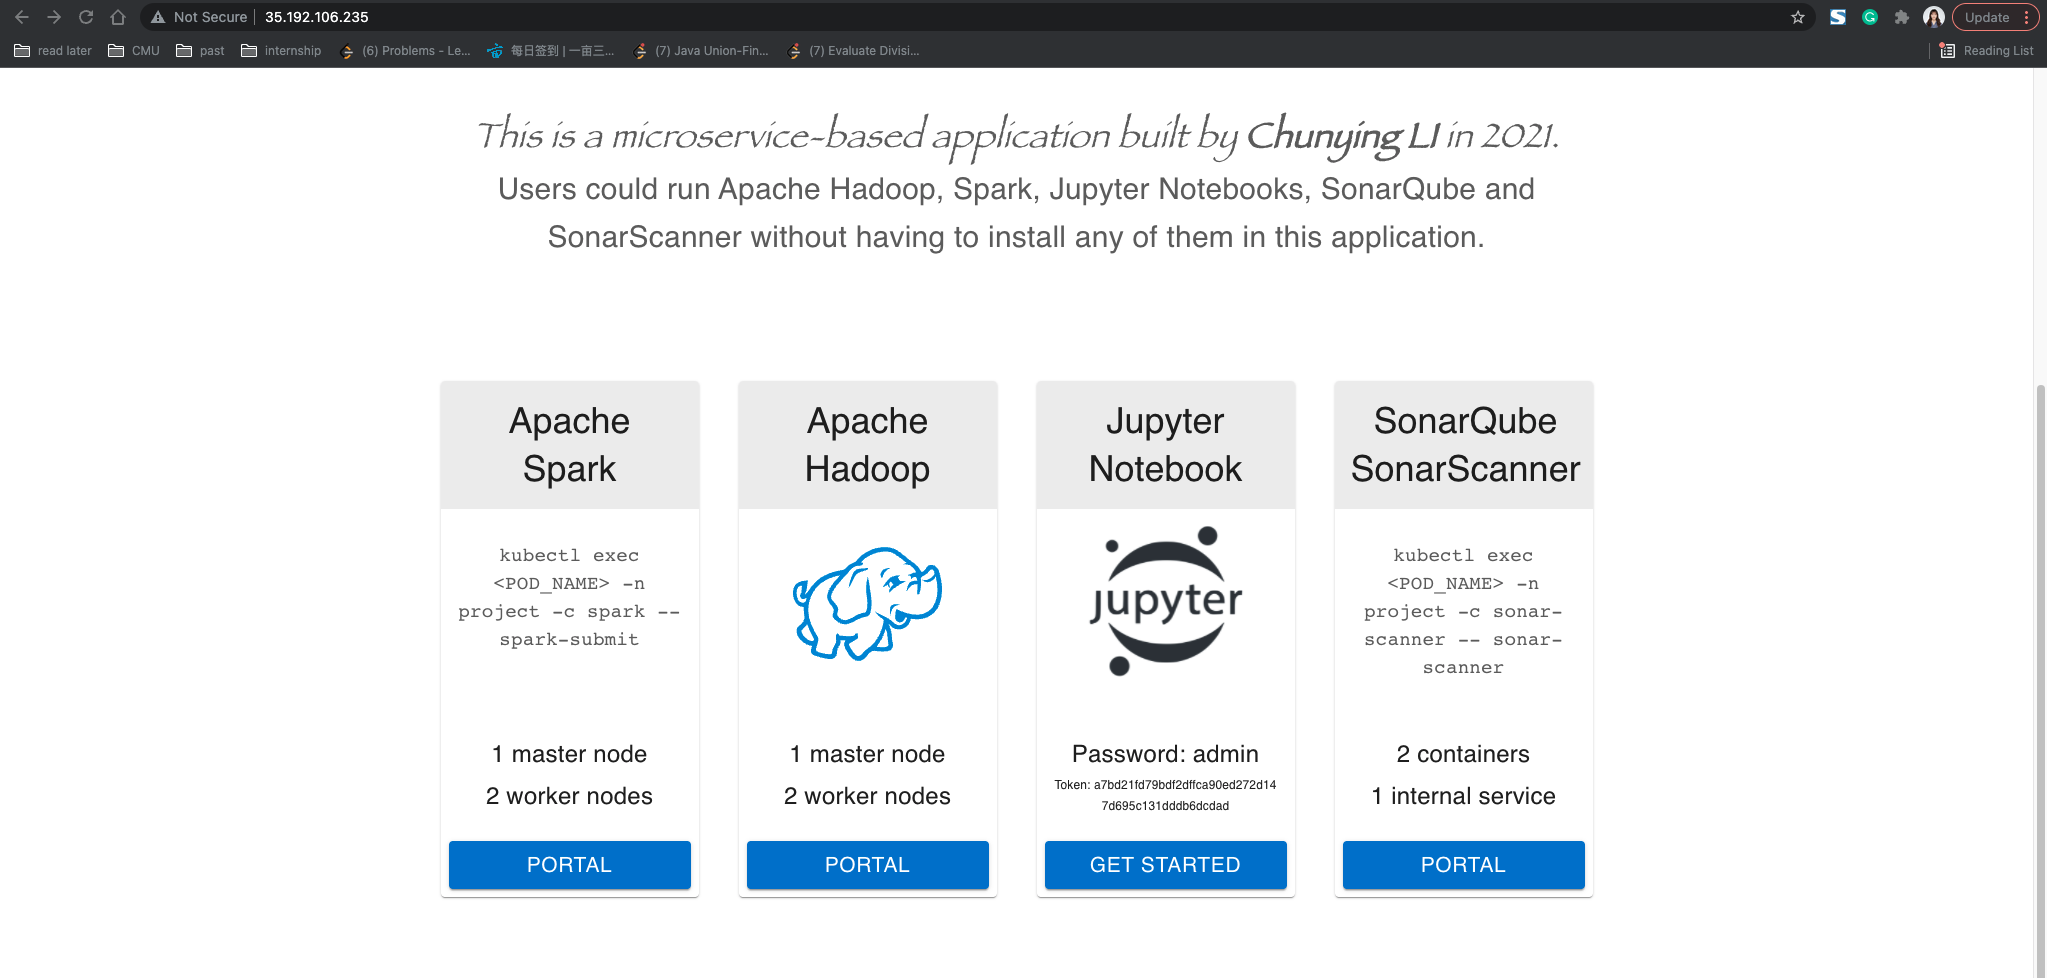 Not Secure | 35.192.106.235
Update
read later
CMU
past
internship
(6) Problems - Le...
每日签到 | 一亩三...
(7) Java Union-Fin...
(7) Evaluate Divisi...
Reading List
This is a microservice-based application built by Chunying LI in 2021.
Users could run Apache Hadoop, Spark, Jupyter Notebooks, SonarQube and
SonarScanner without having to install any of them in this application.
Apache
Spark
kubectl exec
<POD_NAME> -n
project -c spark --
spark-submit
1 master node
2 worker nodes
PORTAL
Apache
Hadoop
1 master node
2 worker nodes
PORTAL
Jupyter
Notebook
jupyter
Password: admin
Token: a7bd21fd79bdf2dffca90ed272d14
7d695c131dddb6dcdad
GET STARTED
SonarQube
SonarScanner
kubectl exec
<POD_NAME> -n
project -c sonar-
scanner -- sonar-
scanner
2 containers
1 internal service
PORTAL